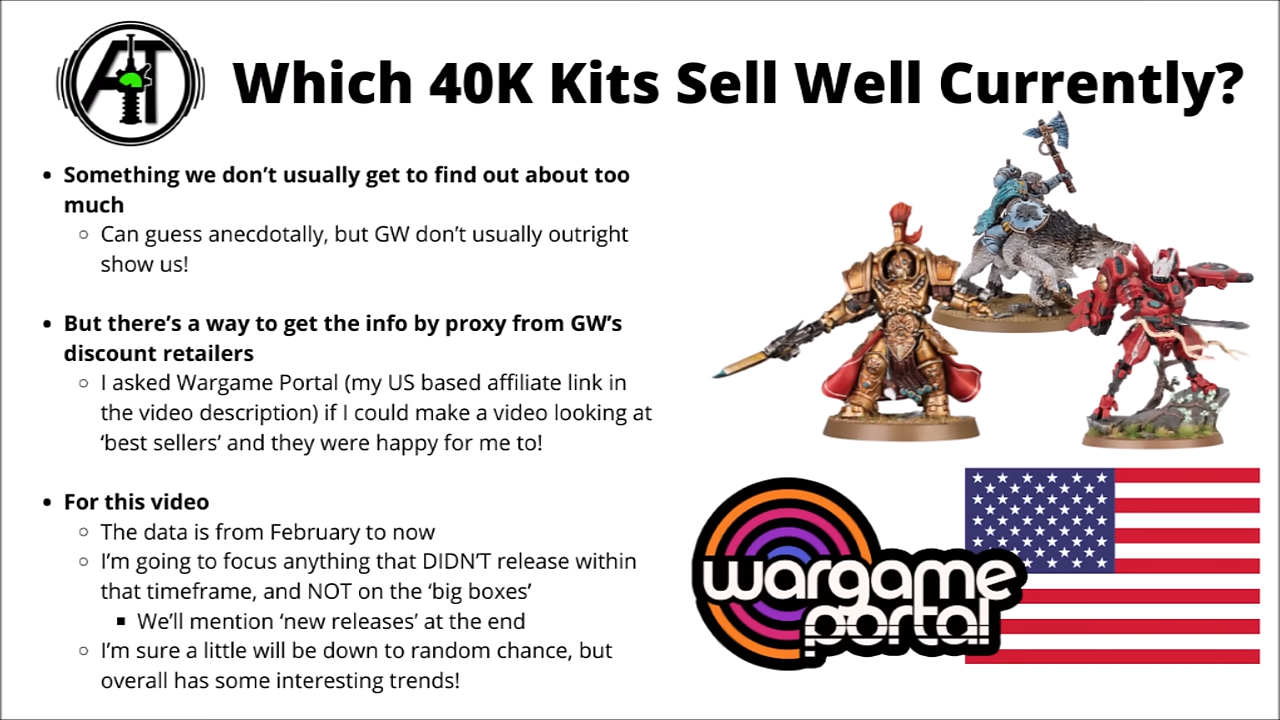 AT
Which 40K Kits Sell Well Currently?
• Something we don't usually get to find out about too
much
○ Can guess anecdotally, but GW don't usually outright
show us!
• But there's a way to get the info by proxy from GW's
discount retailers
○ I asked Wargame Portal (my US based affiliate link in
the video description) if I could make a video looking at
'best sellers' and they were happy for me to!
• For this video
○ The data is from February to now
○ I'm going to focus anything that DIDN'T release within
that timeframe, and NOT on the 'big boxes'
▪ We'll mention 'new releases' at the end
○ I'm sure a little will be down to random chance, but
overall has some interesting trends!
wargame
portal